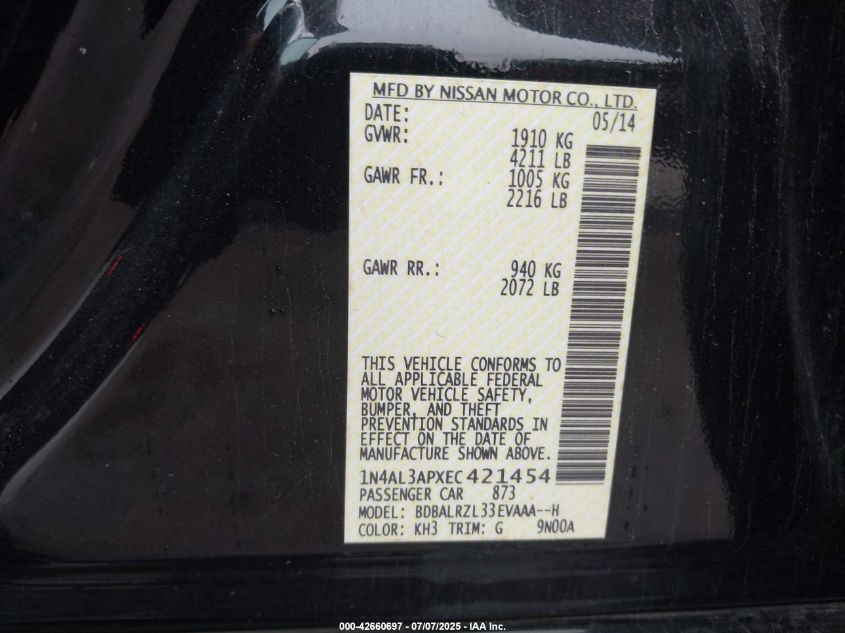 MFD BY NISSAN MOTOR CO., LTD.
DATE: 05/14
GVWR: 1910 KG
4211 LB
GAWR FR.: 1005 KG
2216 LB
GAWR RR.: 940 KG
2072 LB
THIS VEHICLE CONFORMS TO
ALL APPLICABLE FEDERAL
MOTOR VEHICLE SAFETY,
BUMPER, AND THEFT
PREVENTION STANDARDS IN
EFFECT ON THE DATE OF
MANUFACTURE SHOWN ABOVE.
1N4AL3APXEC421454
PASSENGER CAR 873
MODEL: BDBALRZL33EVAAA--H
COLOR: KH3 TRIM: G 9N00A
000-42660697 - 07/07/2025 - IAA Inc.